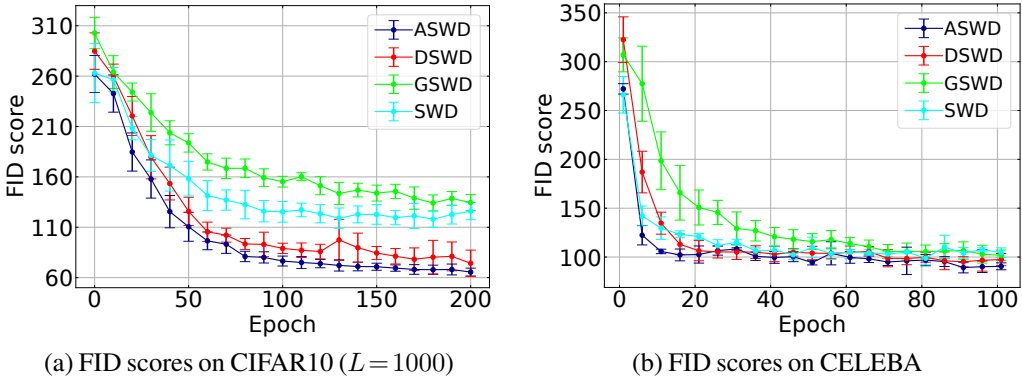 310
260
210
160
110
60
FID score
0
50
100
150
200
Epoch
ASWD
DSWD
GSWD
SWD
(a) FID scores on CIFAR10 (L=1000)
350
300
250
200
150
100
FID score
0
20
40
60
80
100
Epoch
ASWD
DSWD
GSWD
SWD
(b) FID scores on CELEBA